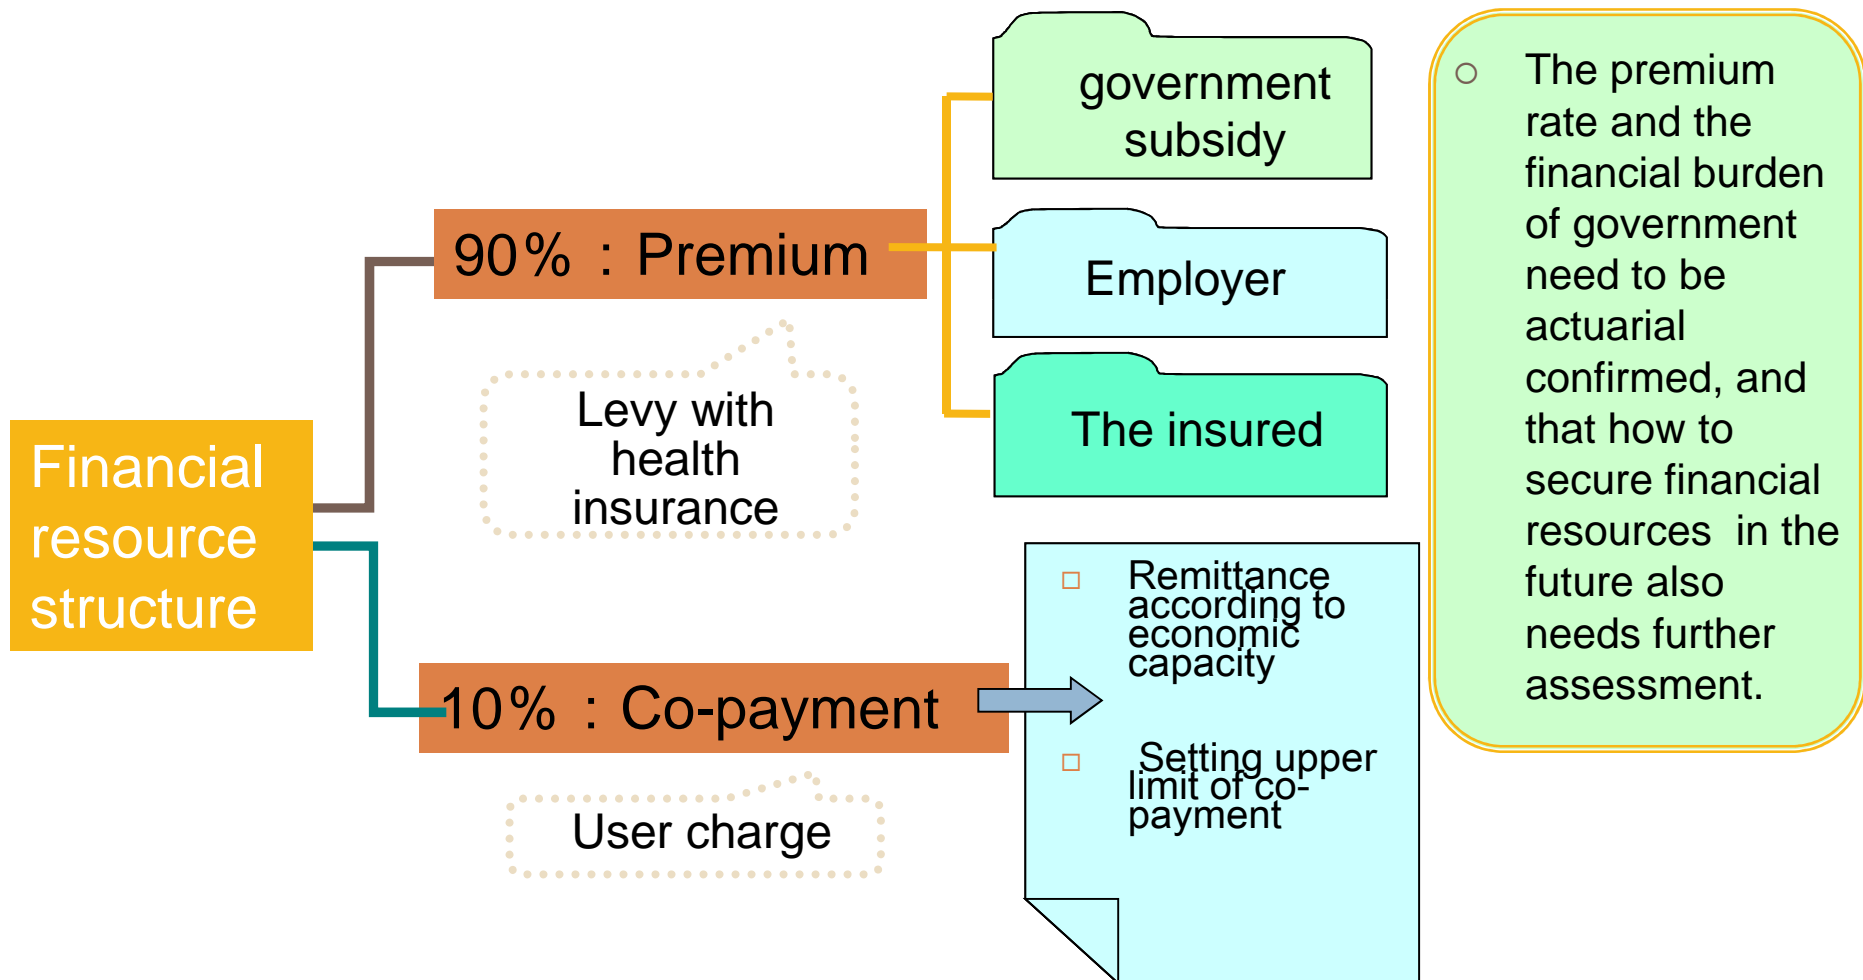 Financial
resource
structure
90% : Premium
Levy with
health
insurance
government
subsidy
Employer
The insured
10% : Co-payment
User charge
Remittance
according to
economic
capacity
Setting upper
limit of co-
payment
The premium
rate and the
financial burden
of government
need to be
actuarial
confirmed, and
that how to
secure financial
resources in the
future also
needs further
assessment.